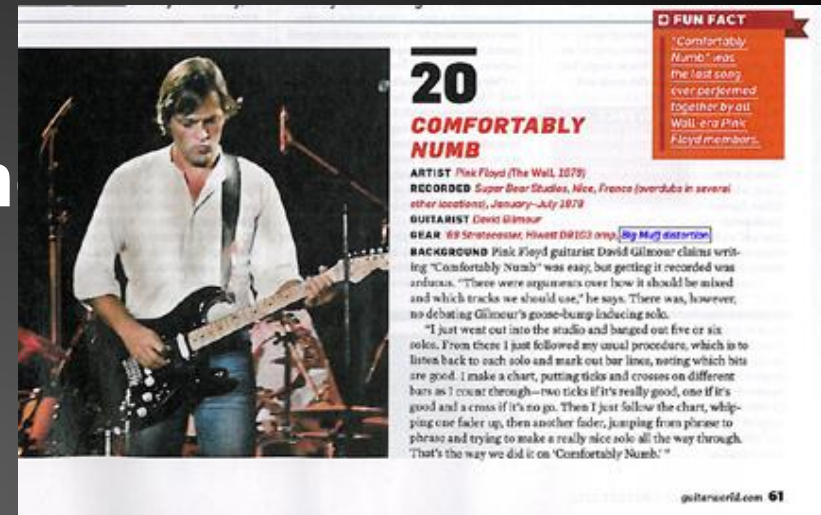 FUN FACT
"Comfortably
Numb" was
the last song
ever performed
together by all
Wall-era Pink
Floyd members.
20
COMFORTABLY
NUMB
ARTIST Pink Floyd (The Wall, 1979)
RECORDED Super Bear Studios, Nice, France (overdubs in several
other locations), January–July 1979
GUITARIST David Gilmour
GEAR '69 Stratocaster, Hiwatt DR103 amp, Big Muff distortion
BACKGROUND Pink Floyd guitarist David Gilmour claims writ-
ing "Comfortably Numb" was easy, but getting it recorded was
arduous. "There were arguments over how it should be mixed
and which tracks we should use," he says. There was, however,
no debating Gilmour's goose-bump inducing solo.
"I just went out into the studio and banged out five or six
solos. From there I just followed my usual procedure, which is to
listen back to each solo and mark out bar lines, noting which bits
are good. I make a chart, putting ticks and crosses on different
bars as I count through—two ticks if it's really good, one if it's
good and a cross if it's no go. Then I just follow the chart, whip-
ping one fader up, then another fader, jumping from phrase to
phrase and trying to make a really nice solo all the way through.
That's the way we did it on 'Comfortably Numb.'"
guitarworld.com 61